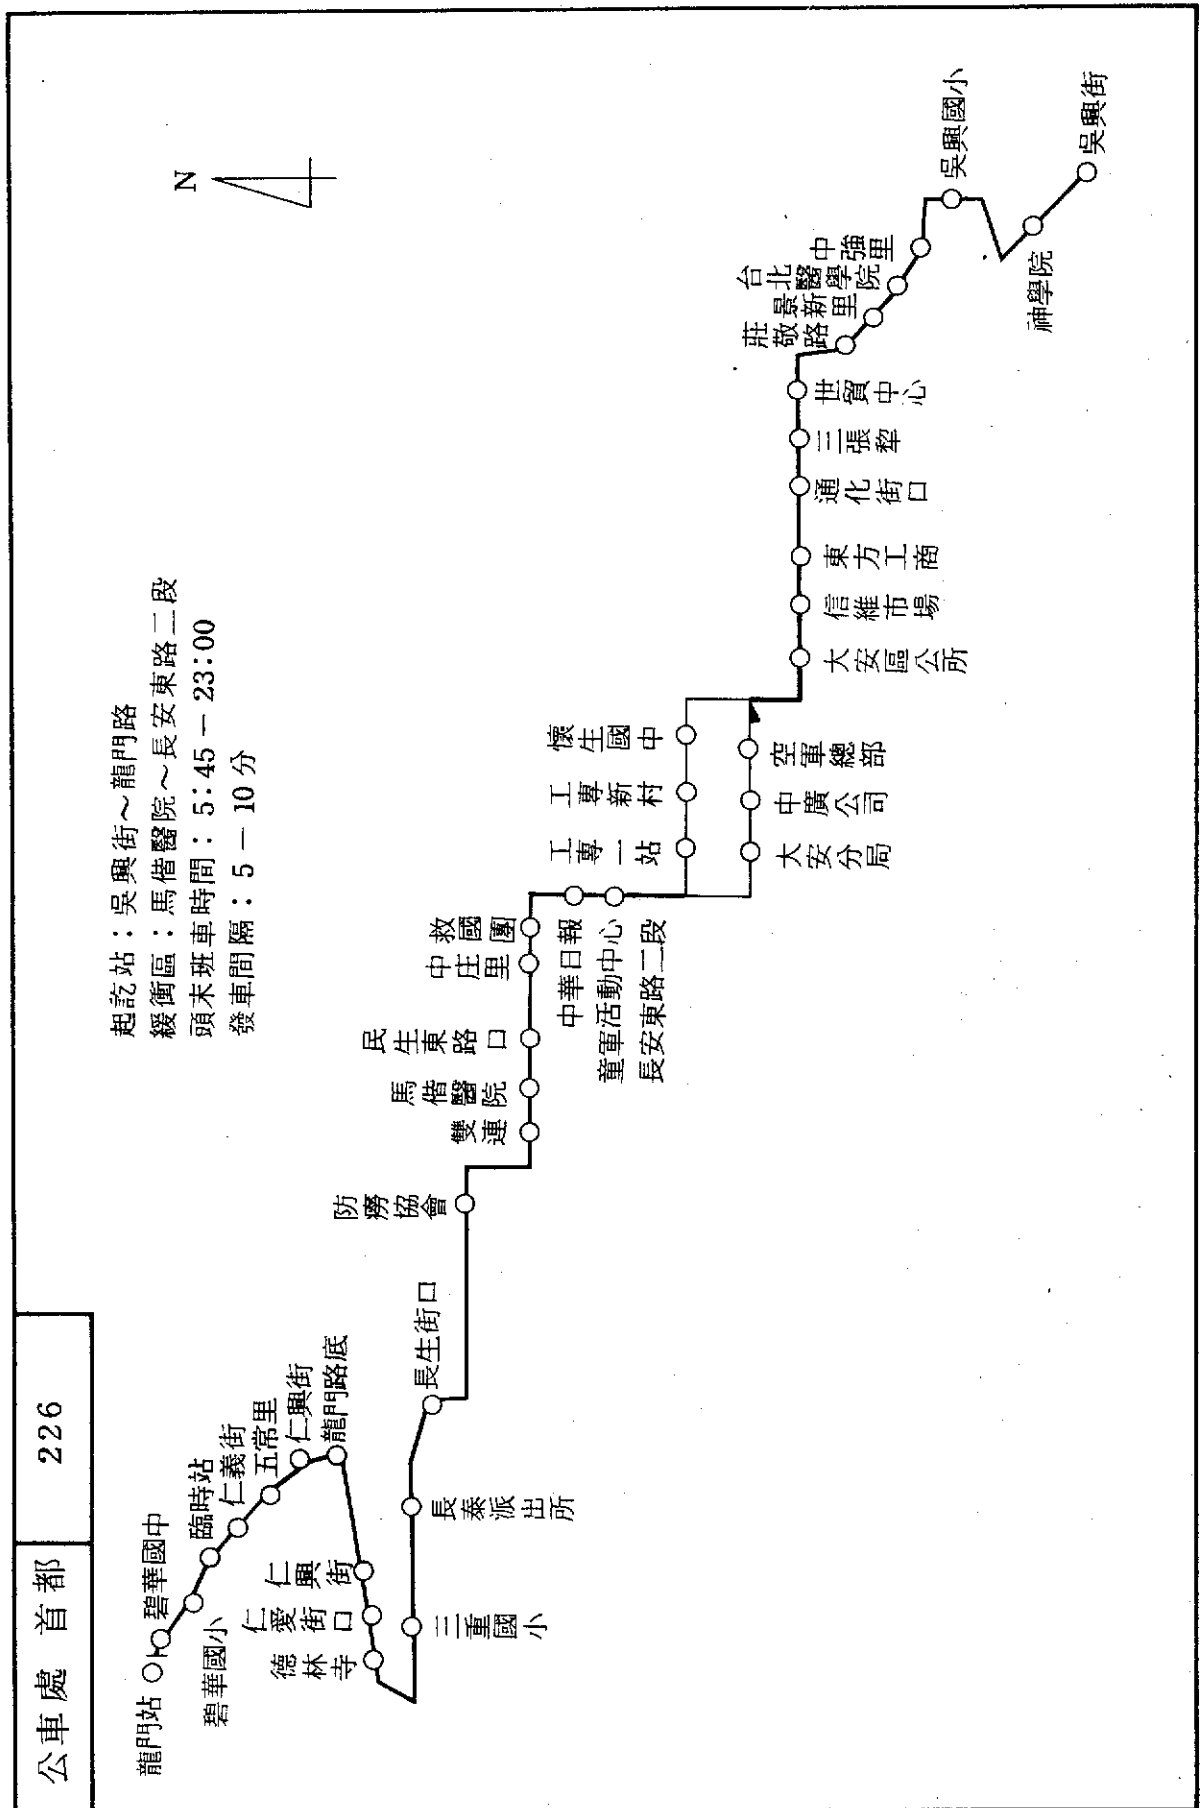 公車處 首都
226
起訖站：吳興街～龍門路
緩衝區：馬偕醫院～長安東路二段
頭末班車時間：5:45－23:00
發車間隔：5－10分
N
龍門站
碧華國中
碧華國小
臨時站
仁義街
五常里
仁興街
龍門路底
仁興街
仁愛街口
德林寺
三重國小
長泰派出所
長生街口
防癆協會
雙連
馬偕醫院
民生東路口
中庄里
救國團
中華日報
童軍活動中心
長安東路二段
工專一站
工專新村
懷生國中
大安分局
中廣公司
空軍總部
大安區公所
信維市場
東方工商
通化街口
三張犂
世貿中心
莊敬路
景新里
台北醫學院
中強里
吳興國小
神學院
吳興街